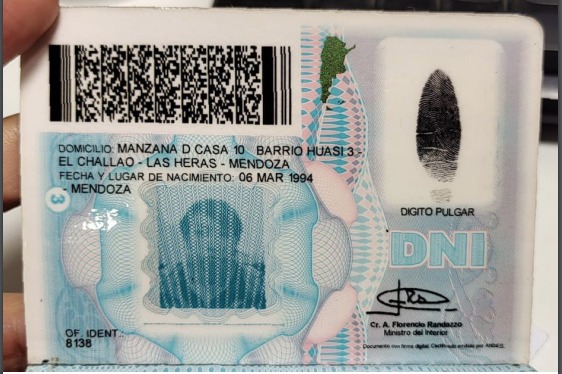 DOMICILIO: MANZANA D CASA 10 BARRIO HUASI 3 -
EL CHALLAO - LAS HERAS - MENDOZA
FECHA Y LUGAR DE NACIMIENTO: 06 MAR 1994
- MENDOZA
3
OF. IDENT.:
8138
DIGITO PULGAR
DNI
Cr. A. Florencio Randazzo
Ministro del Interior
Documento con firma digital. Certificado emitido por